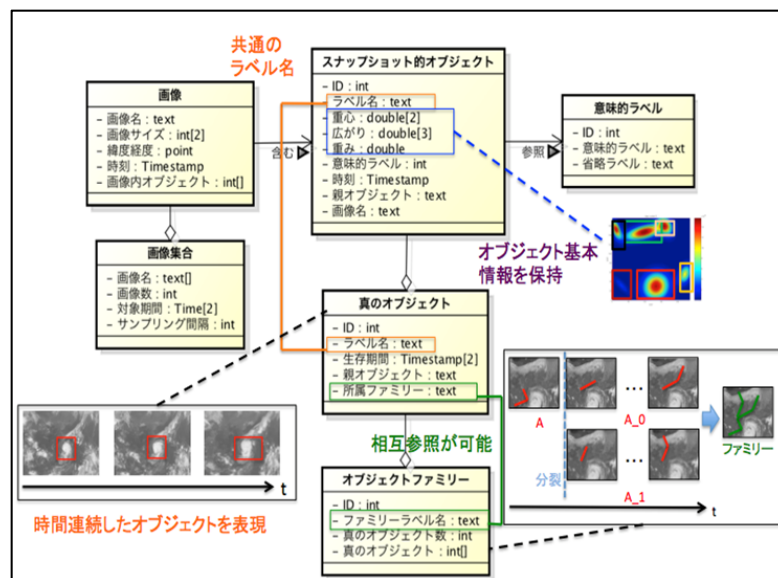 共通の
ラベル名
スナップショット的オブジェクト
- ID : int
- ラベル名 : text
- 重心 : double[2]
- 広がり : double[3]
- 重み : double
- 意味的ラベル : int
- 時刻 : Timestamp
- 親オブジェクト : text
- 画像名 : text
画像
- 画像名 : text
- 画像サイズ : int[2]
- 緯度経度 : point
- 時刻 : Timestamp
- 画像内オブジェクト : int[]
含む
参照
意味的ラベル
- ID : int
- 意味的ラベル : text
- 省略ラベル : text
画像集合
- 画像名 : text[]
- 画像数 : int
- 対象期間 : Time[2]
- サンプリング間隔 : int
オブジェクト基本
情報を保持
真のオブジェクト
- ID : int
- ラベル名 : text
- 生存期間 : Timestamp[2]
- 親オブジェクト : text
- 所属ファミリー : text
相互参照が可能
オブジェクトファミリー
- ID : int
- ファミリーラベル名 : text
- 真のオブジェクト数 : int
- 真のオブジェクト : int[]
t
時間連続したオブジェクトを表現
A
...
A_0
ファミリー
分裂
...
A_1
t